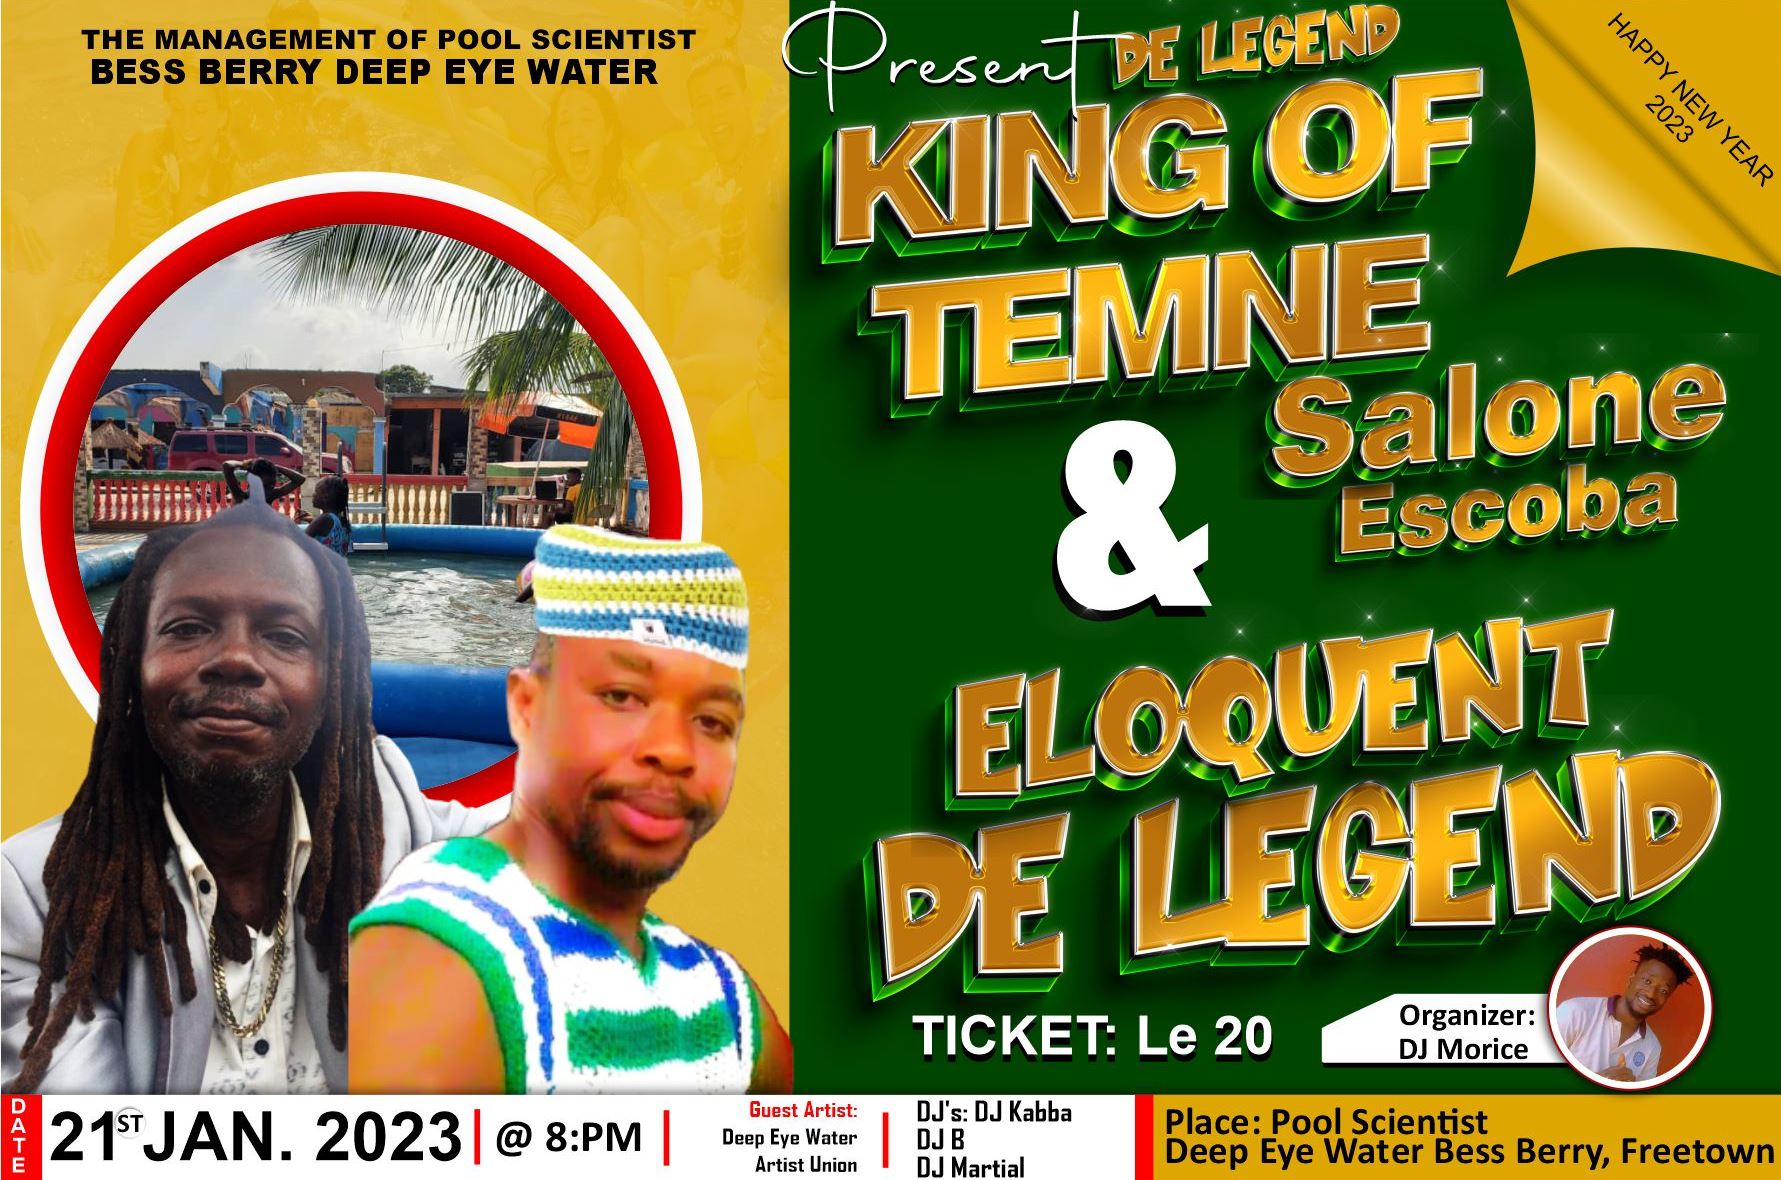 THE MANAGEMENT OF POOL SCIENTIST
BESS BERRY DEEP EYE WATER
Present
DE LEGEND
KING OF
TEMNE
Salone
Escoba
&
ELOQUENT
DE LEGEND
HAPPY NEW YEAR
2023
TICKET: Le 20
Organizer:
DJ Morice
DATE
21ST JAN. 2023
@ 8:PM
Guest Artist:
Deep Eye Water
Artist Union
DJ's: DJ Kabba
DJ B
DJ Martial
Place: Pool Scientist
Deep Eye Water Bess Berry, Freetown